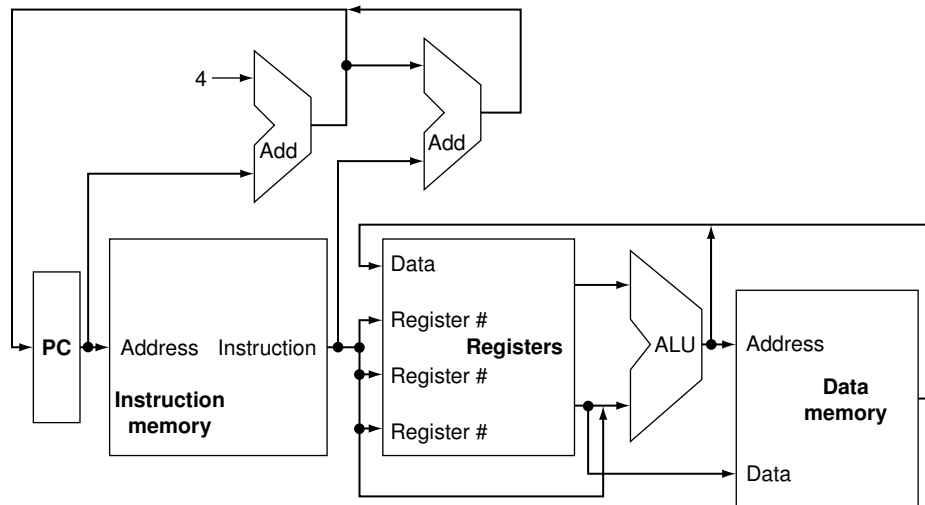 4
Add
Add
Data
PC
Address
Instruction
Instruction
memory
Register #
Registers
Register #
Register #
ALU
Address
Data
memory
Data